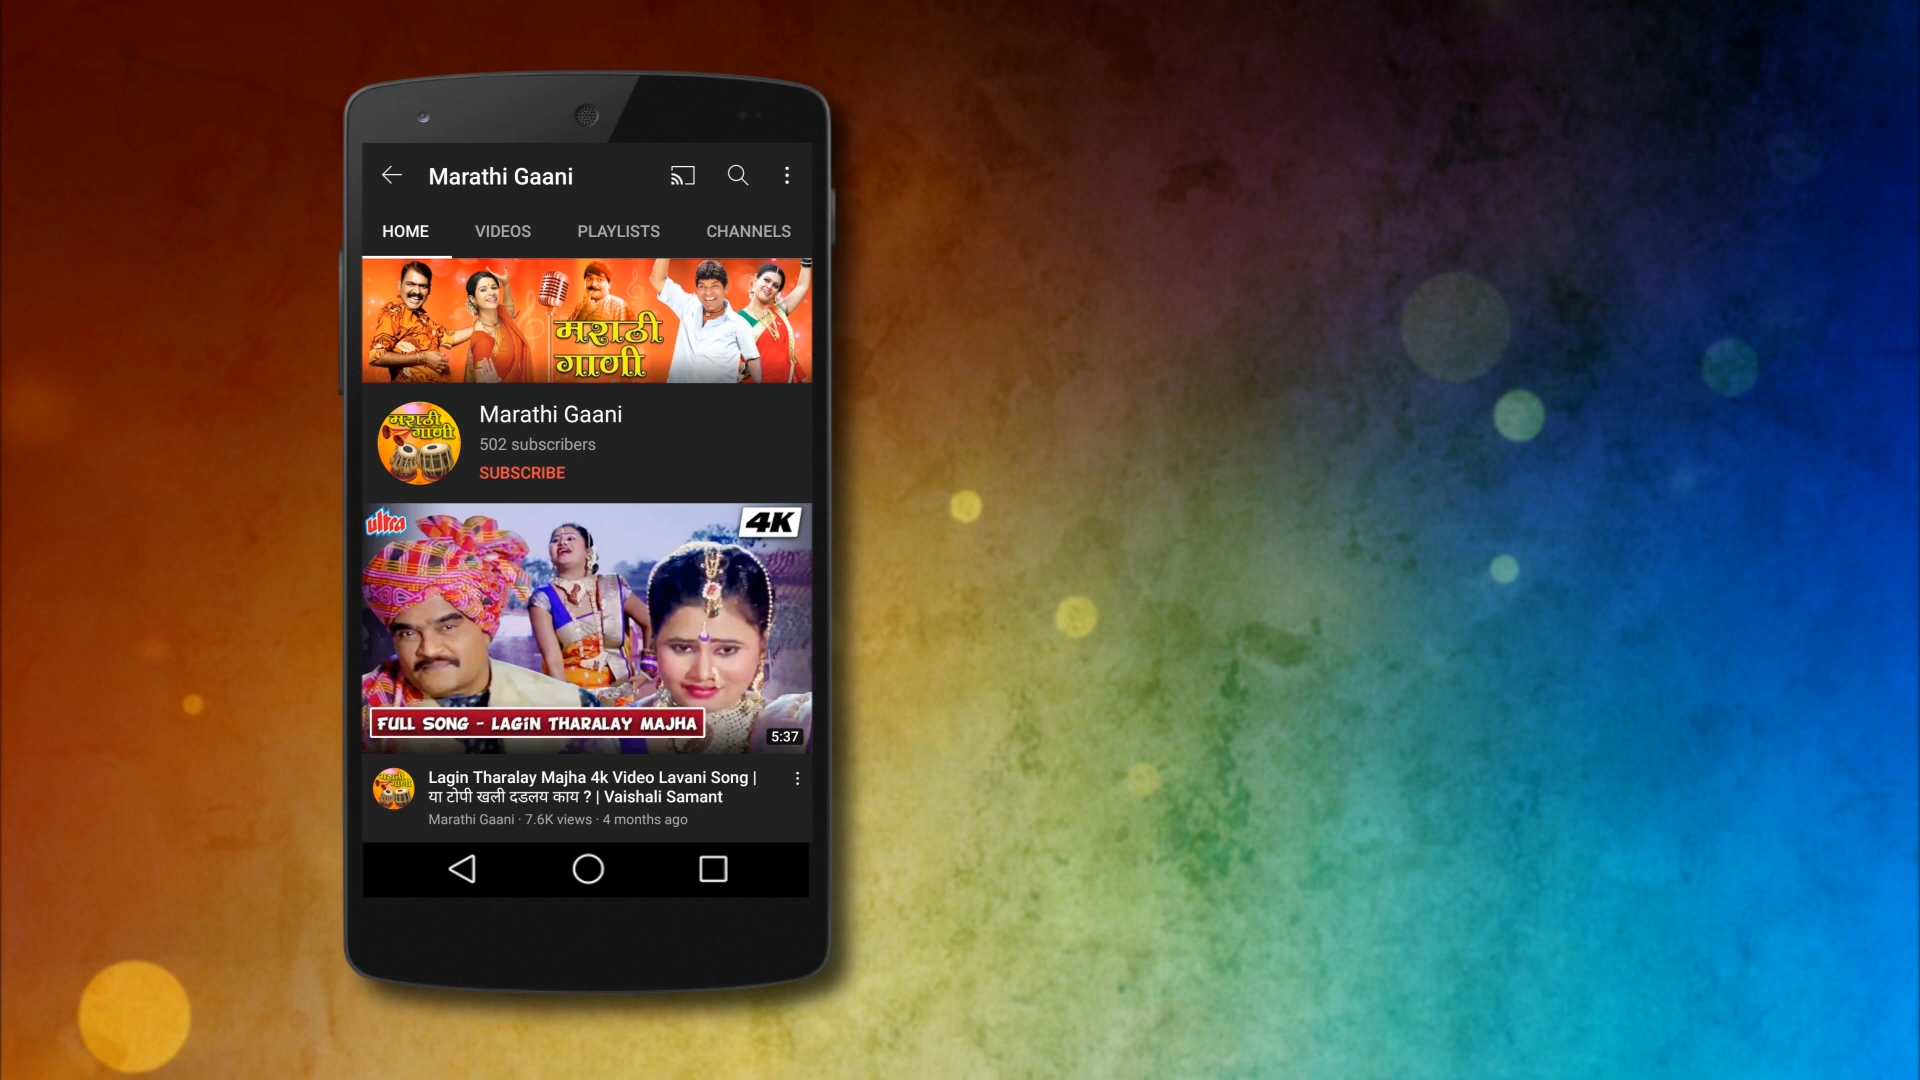 Marathi Gaani
HOME VIDEOS PLAYLISTS CHANNELS
मराठी
गाणी
मराठी
गाणी
Marathi Gaani
502 subscribers
SUBSCRIBE
ultra
4K
FULL SONG - LAGIN THARALAY MAJHA
5:37
मराठी
गाणी
Lagin Tharalay Majha 4k Video Lavani Song |
या टोपी खली दडलय काय ? | Vaishali Samant
Marathi Gaani · 7.6K views · 4 months ago